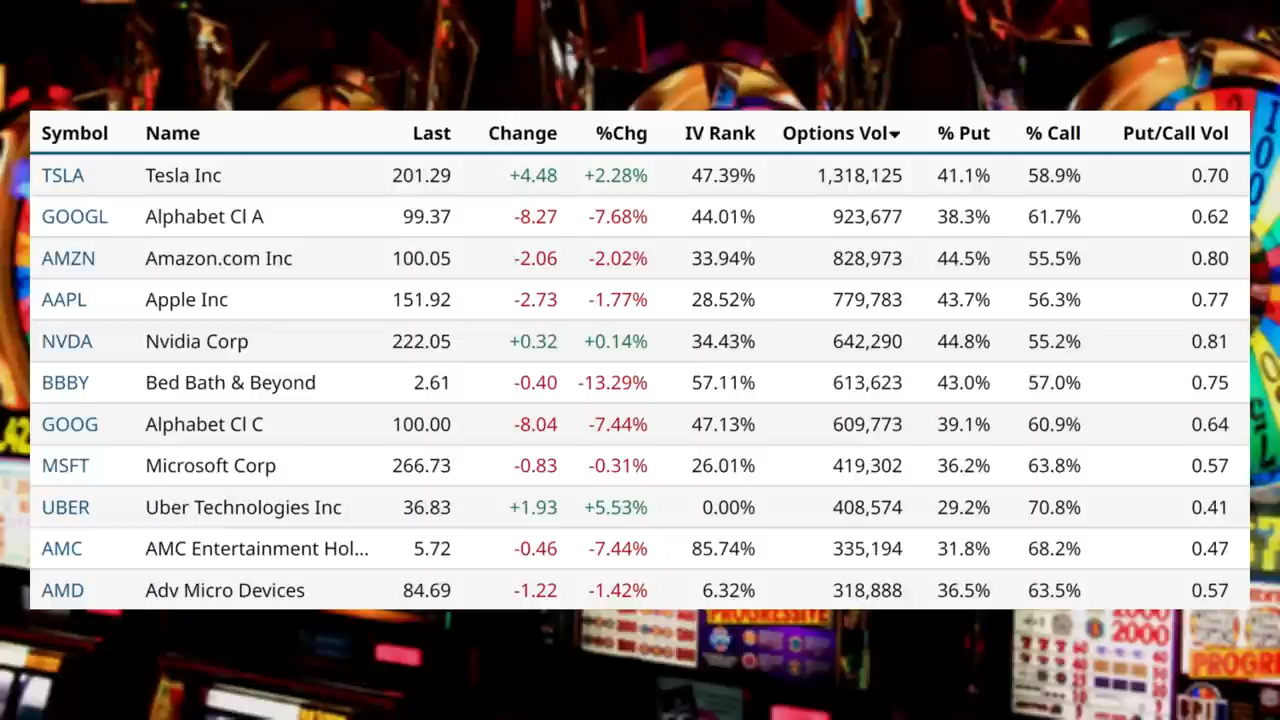 Symbol Name Last Change %Chg IV Rank Options Vol▾ % Put % Call Put/Call Vol
TSLA Tesla Inc 201.29 +4.48 +2.28% 47.39% 1,318,125 41.1% 58.9% 0.70
GOOGL Alphabet Cl A 99.37 -8.27 -7.68% 44.01% 923,677 38.3% 61.7% 0.62
AMZN Amazon.com Inc 100.05 -2.06 -2.02% 33.94% 828,973 44.5% 55.5% 0.80
AAPL Apple Inc 151.92 -2.73 -1.77% 28.52% 779,783 43.7% 56.3% 0.77
NVDA Nvidia Corp 222.05 +0.32 +0.14% 34.43% 642,290 44.8% 55.2% 0.81
BBBY Bed Bath & Beyond 2.61 -0.40 -13.29% 57.11% 613,623 43.0% 57.0% 0.75
GOOG Alphabet Cl C 100.00 -8.04 -7.44% 47.13% 609,773 39.1% 60.9% 0.64
MSFT Microsoft Corp 266.73 -0.83 -0.31% 26.01% 419,302 36.2% 63.8% 0.57
UBER Uber Technologies Inc 36.83 +1.93 +5.53% 0.00% 408,574 29.2% 70.8% 0.41
AMC AMC Entertainment Hol... 5.72 -0.46 -7.44% 85.74% 335,194 31.8% 68.2% 0.47
AMD Adv Micro Devices 84.69 -1.22 -1.42% 6.32% 318,888 36.5% 63.5% 0.57
2000